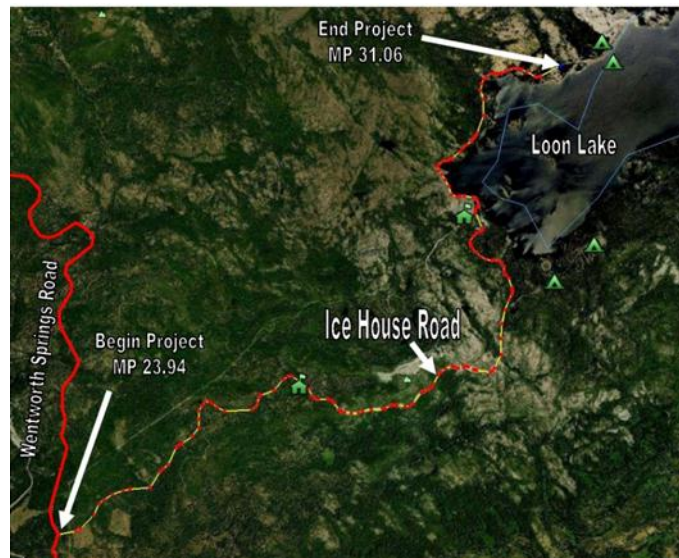 End Project
MP 31.06
Loon Lake
Wentworth Springs Road
Begin Project
MP 23.94
Ice House Road